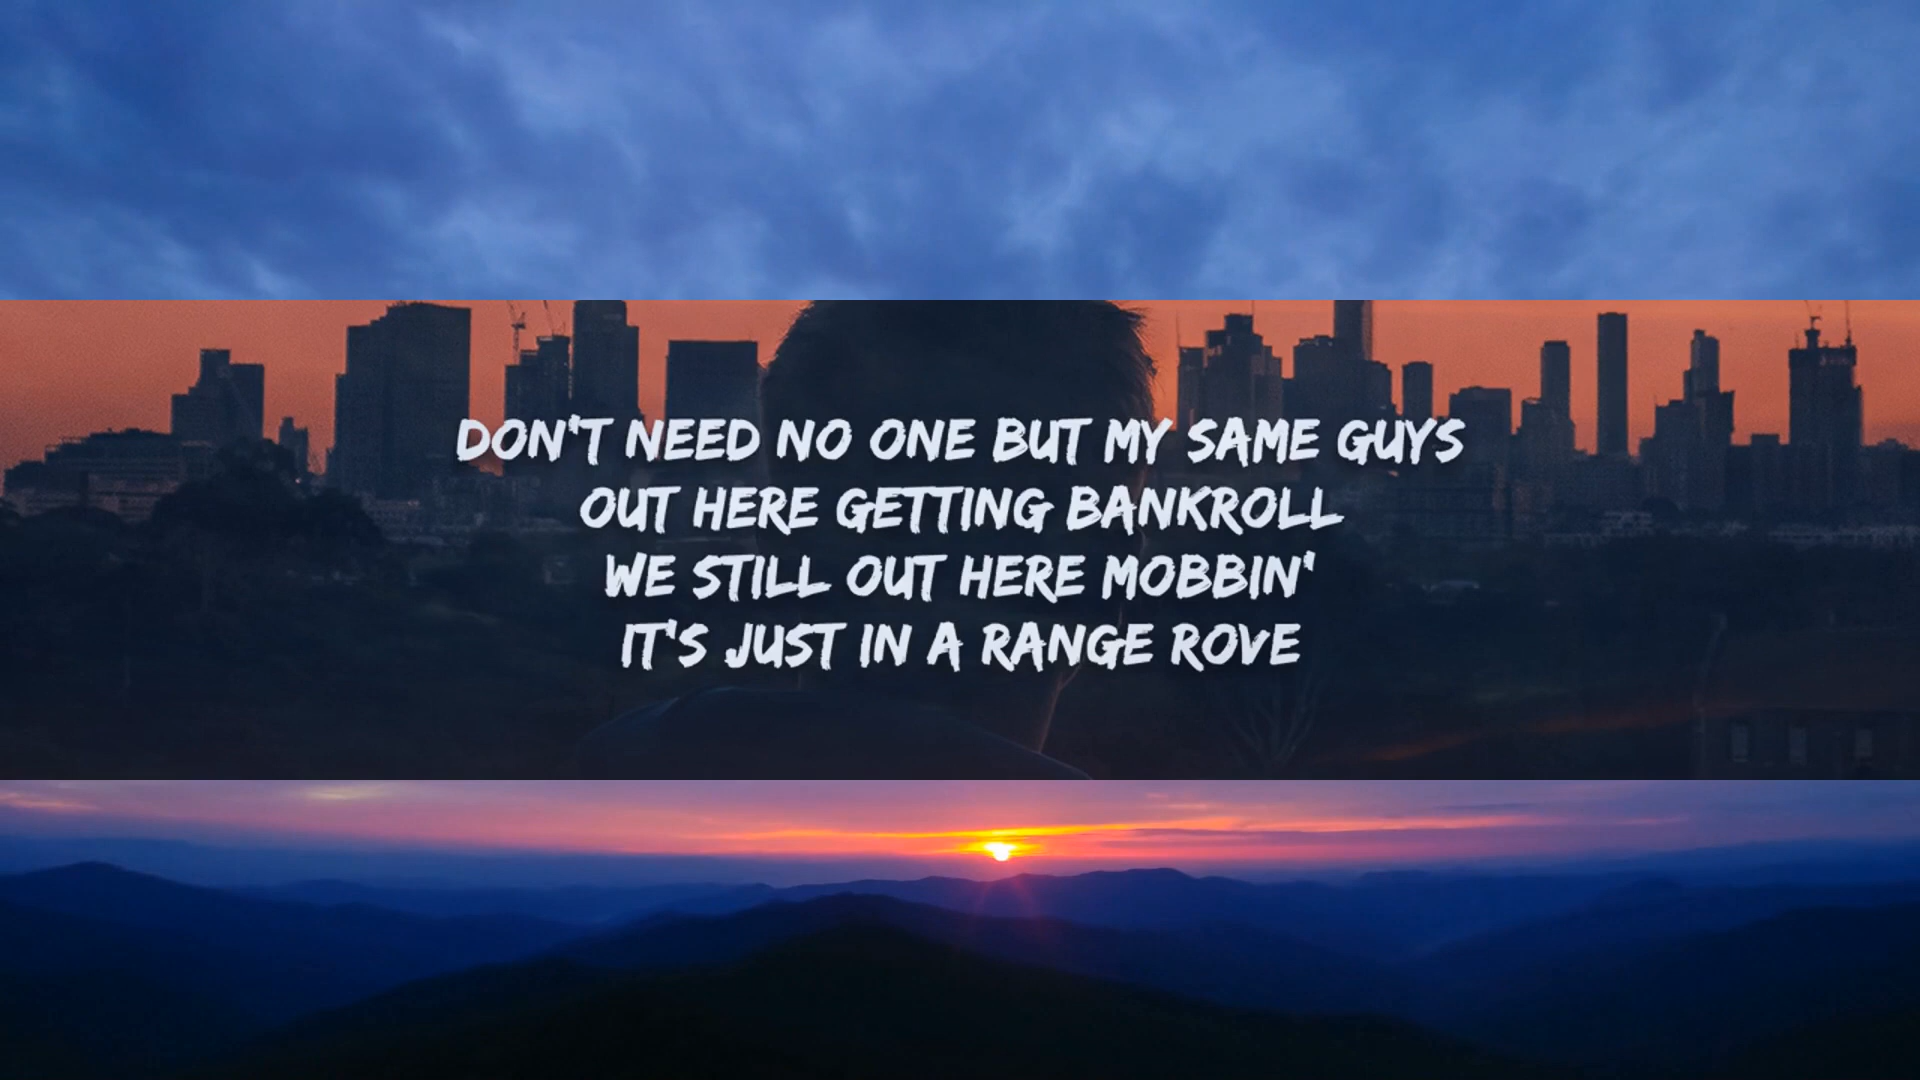 DON'T NEED NO ONE BUT MY SAME GUYS
OUT HERE GETTING BANKROLL
WE STILL OUT HERE MOBBIN'
IT'S JUST IN A RANGE ROVE